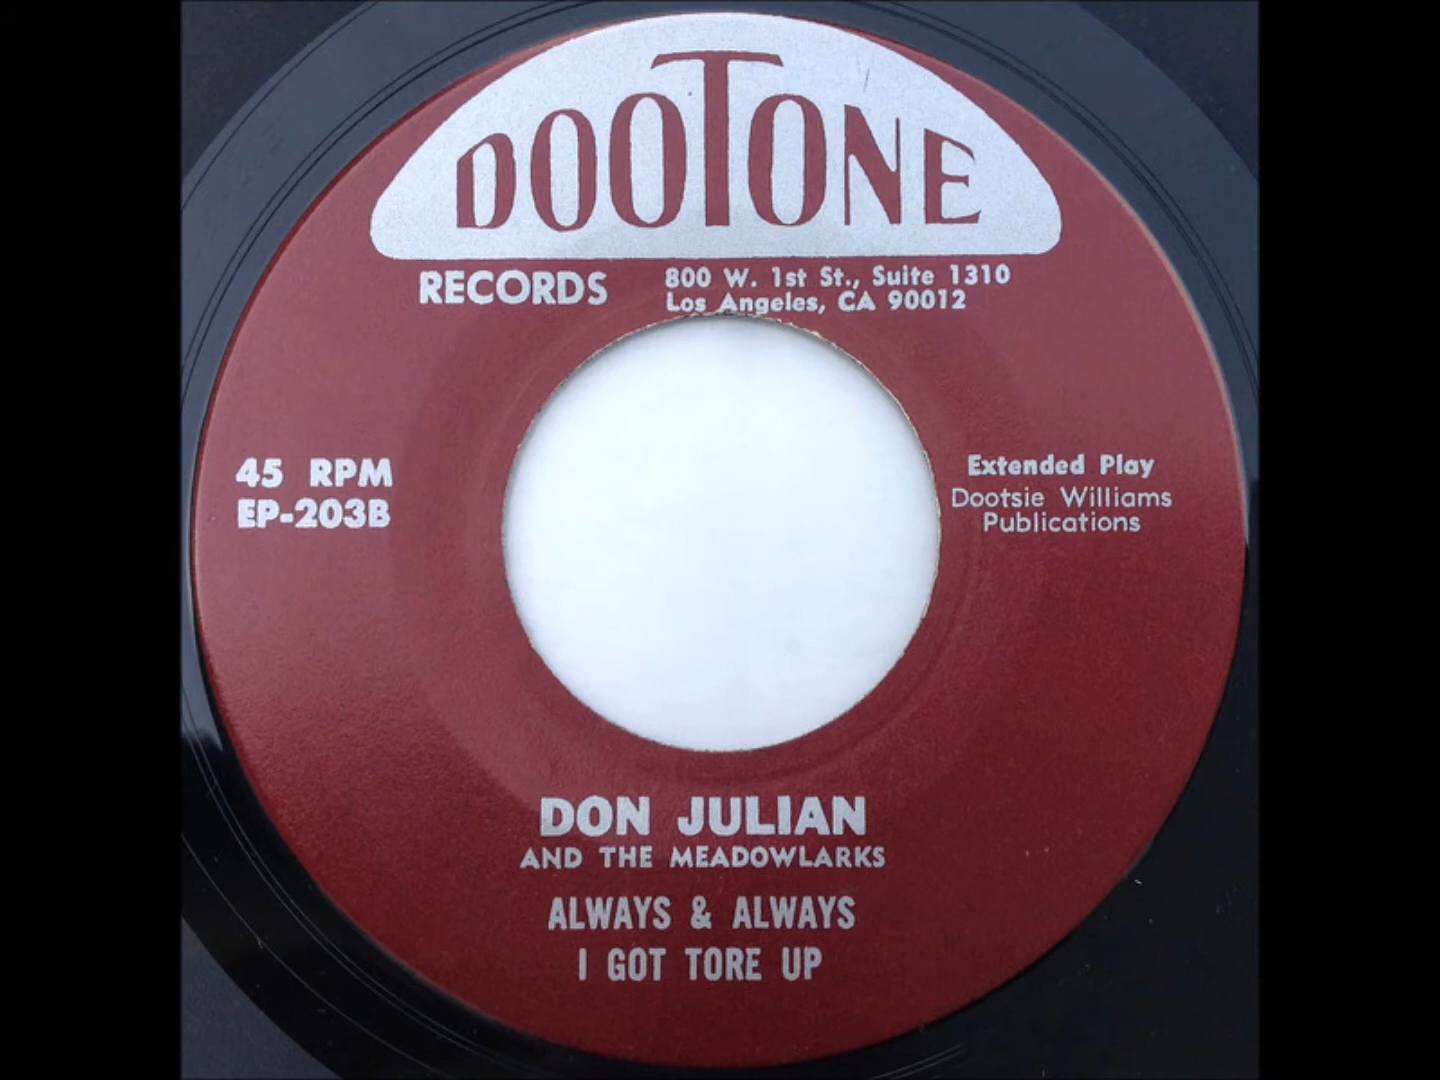 DOOTONE
RECORDS
800 W. 1st St., Suite 1310
Los Angeles, CA 90012
45 RPM
EP-203B
Extended Play
Dootsie Williams
Publications
DON JULIAN
AND THE MEADOWLARKS
ALWAYS & ALWAYS
I GOT TORE UP